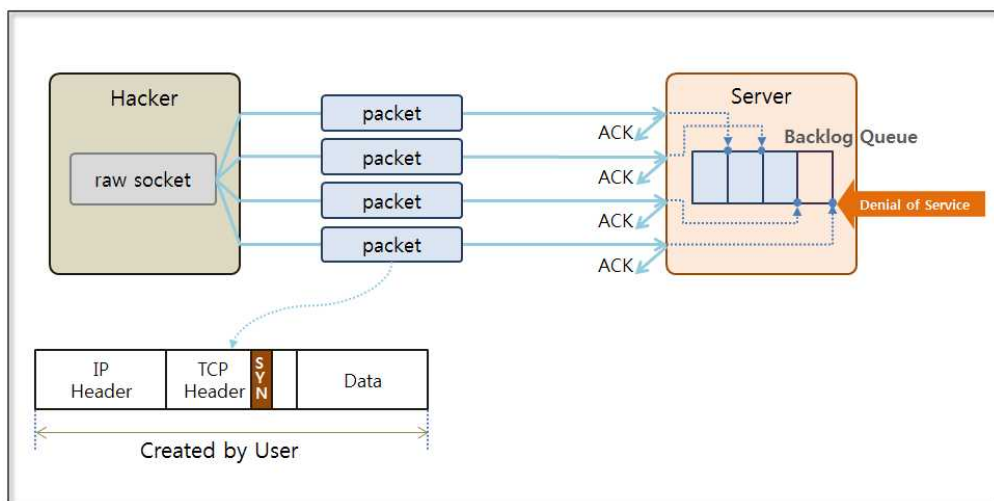 Hacker
raw socket
packet
packet
packet
packet
ACK
ACK
ACK
ACK
Server
Backlog Queue
Denial of Service
IP
Header
TCP
Header
SYN
Data
Created by User